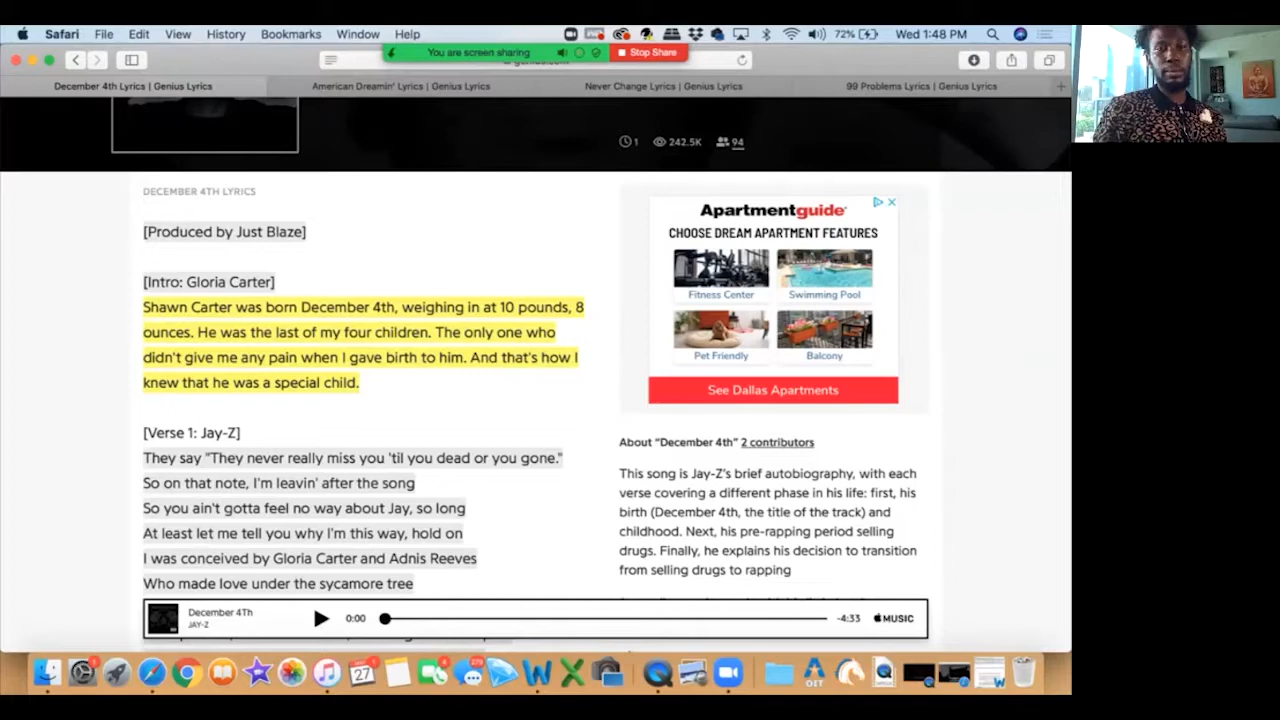 Safari File Edit View History Bookmarks Window Help
72% Wed 1:48 PM
You are screen sharing
Stop Share
December 4th Lyrics | Genius Lyrics
American Dreamin' Lyrics | Genius Lyrics
Never Change Lyrics | Genius Lyrics
99 Problems Lyrics | Genius Lyrics
1 242.5K 94
DECEMBER 4TH LYRICS
[Produced by Just Blaze]
[Intro: Gloria Carter]
Shawn Carter was born December 4th, weighing in at 10 pounds, 8
ounces. He was the last of my four children. The only one who
didn't give me any pain when I gave birth to him. And that's how I
knew that he was a special child.
[Verse 1: Jay-Z]
They say "They never really miss you 'til you dead or you gone."
So on that note, I'm leavin' after the song
So you ain't gotta feel no way about Jay, so long
At least let me tell you why I'm this way, hold on
I was conceived by Gloria Carter and Adnis Reeves
Who made love under the sycamore tree
Apartmentguide
CHOOSE DREAM APARTMENT FEATURES
Fitness Center
Swimming Pool
Pet Friendly
Balcony
See Dallas Apartments
About "December 4th" 2 contributors
This song is Jay-Z's brief autobiography, with each
verse covering a different phase in his life: first, his
birth (December 4th, the title of the track) and
childhood. Next, his pre-rapping period selling
drugs. Finally, he explains his decision to transition
from selling drugs to rapping
December 4Th
JAY-Z
0:00
-4:33
MUSIC
27
OIT